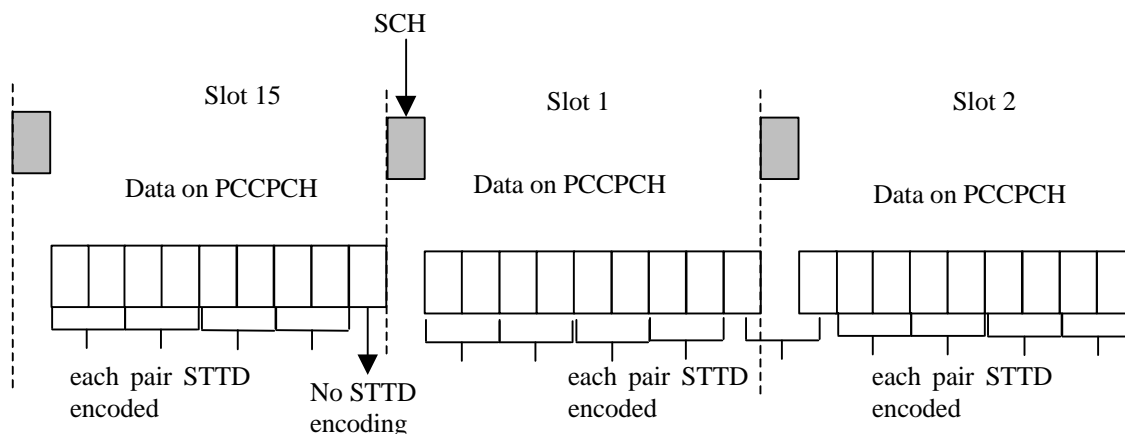 SCH
Slot 15
Slot 1
Slot 2
Data on PCCPCH
Data on PCCPCH
Data on PCCPCH
each pair STTD
encoded
No STTD
encoding
each pair STTD
encoded
each pair STTD
encoded